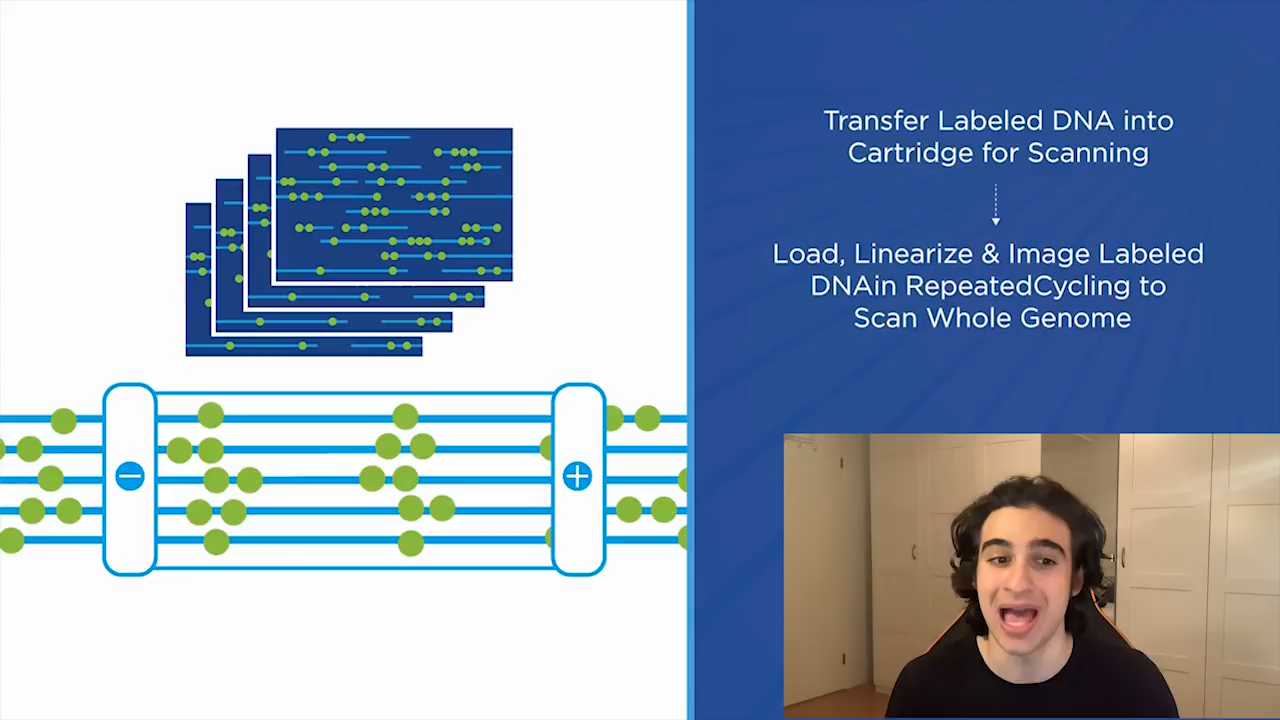 Transfer Labeled DNA into
Cartridge for Scanning
Load, Linearize & Image Labeled
DNAin RepeatedCycling to
Scan Whole Genome